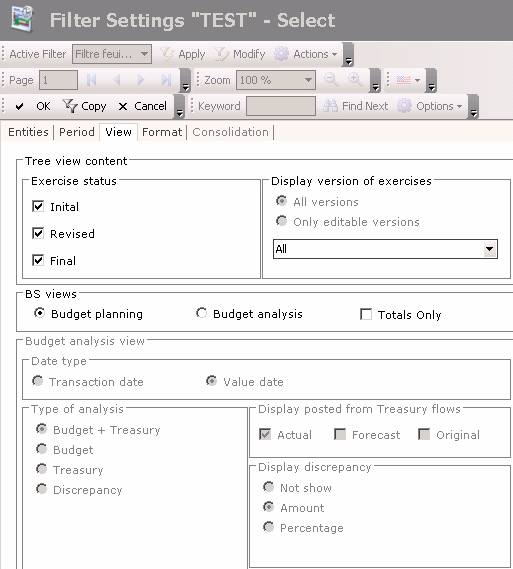 Filter Settings "TEST" - Select
Active Filter Filtre feui... Apply Modify Actions
Page 1 Zoom 100 %
OK Copy Cancel Keyword Find Next Options
Entities Period View Format Consolidation
Tree view content
Exercise status Display version of exercises
Inital All versions
Revised Only editable versions
Final All
BS views
Budget planning Budget analysis Totals Only
Budget analysis view
Date type
Transaction date Value date
Type of analysis Display posted from Treasury flows
Budget + Treasury Actual Forecast Original
Budget
Treasury Display discrepancy
Discrepancy Not show
Amount
Percentage